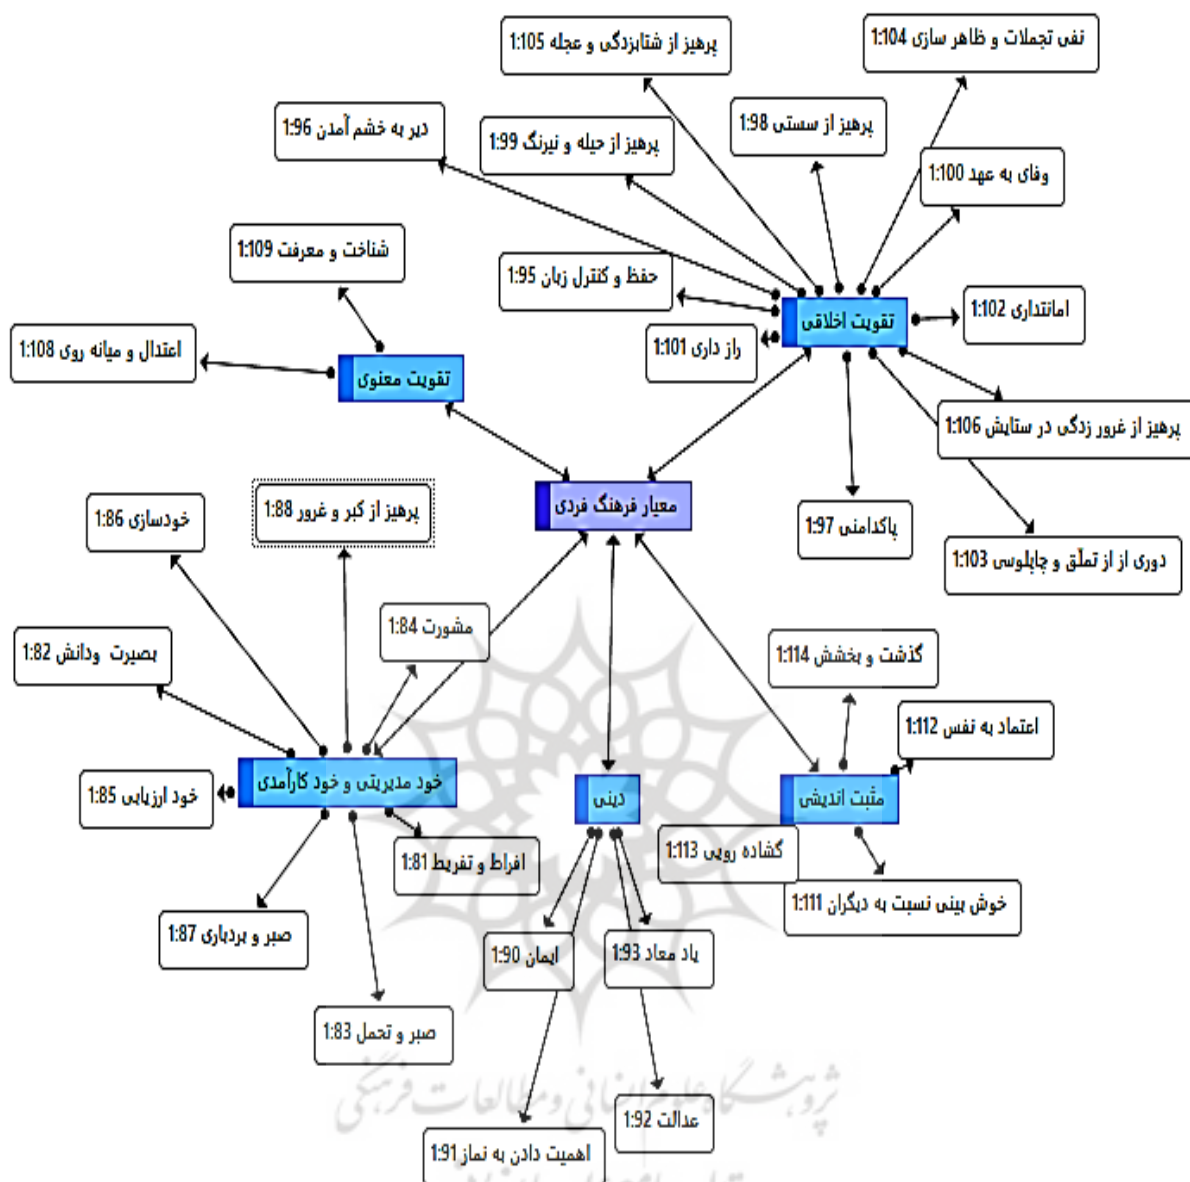 پرهیز از شتابزدگی و عجله 1:105
نفی تجملات و ظاهر سازی 1:104
دیر به خشم آمدن 1:96
پرهیز از حیله و نیرنگ 1:99
پرهیز از سستی 1:98
وفای به عهد 1:100
شناخت و معرفت 1:109
حفظ و کنترل زبان 1:95
تقویت اخلاقی
امانتداری 1:102
راز داری 1:101
اعتدال و میانه روی 1:108
تقویت معنوی
پرهیز از غرور زدگی در ستایش 1:106
معیار فرهنگ فردی
پاکدامنی 1:97
دوری از از تملّق و چاپلوسی 1:103
پرهیز از کبر و غرور 1:88
خودسازی 1:86
مشورت 1:84
بصیرت ودانش 1:82
گذشت و بخشش 1:114
اعتماد به نفس 1:112
خود مدیریتی و خود کارآمدی
دینی
مثبت اندیشی
خود ارزیابی 1:85
افراط و تفریط 1:81
گشاده رویی 1:113
خوش بینی نسبت به دیگران 1:111
صبر و بردباری 1:87
ایمان 1:90
یاد معاد 1:93
صبر و تحمل 1:83
عدالت 1:92
اهمیت دادن به نماز 1:91
پژوهشگاه علوم انسانی و مطالعات فرهنگی